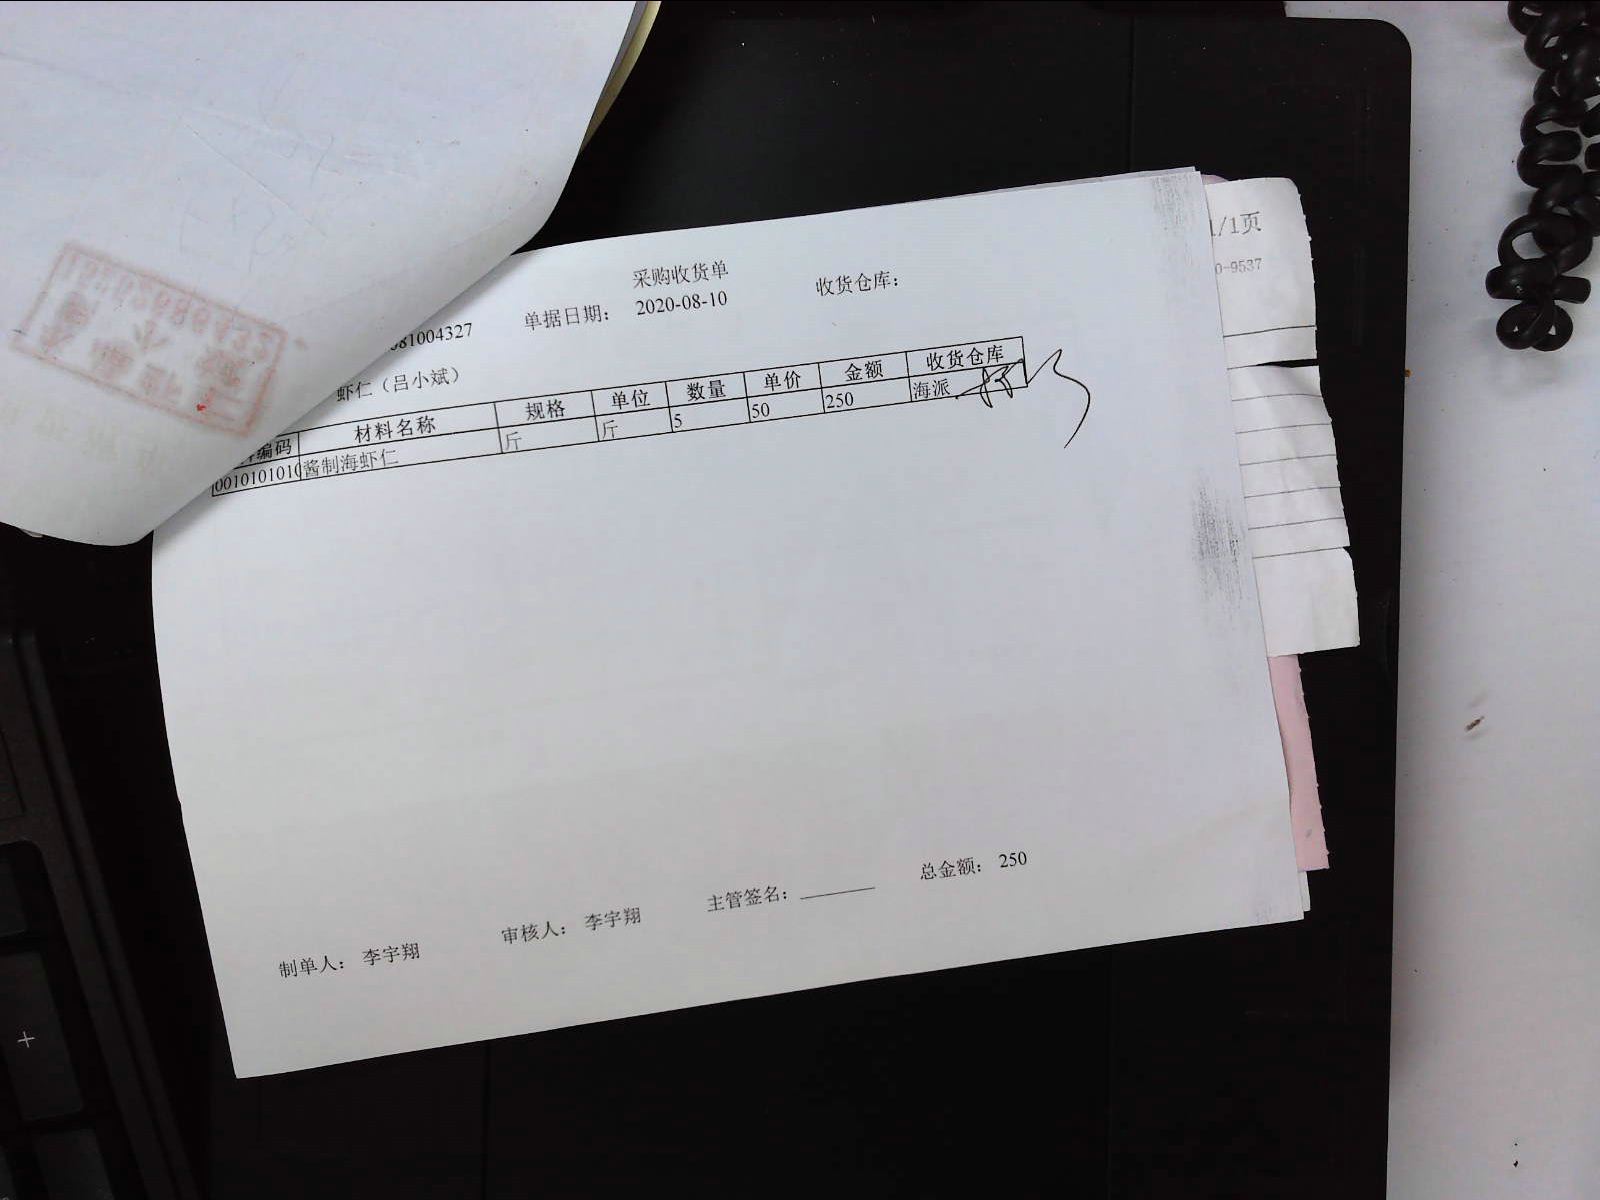 采购收货单
081004327 单据日期： 2020-08-10 收货仓库：
虾仁（吕小斌）
编码 材料名称 规格 单位 数量 单价 金额 收货仓库
001010101 酱制海虾仁 斤 斤 5 50 250 海派
总金额： 250
制单人： 李宇翔 审核人： 李宇翔 主管签名：
1/1页
0-9537
+